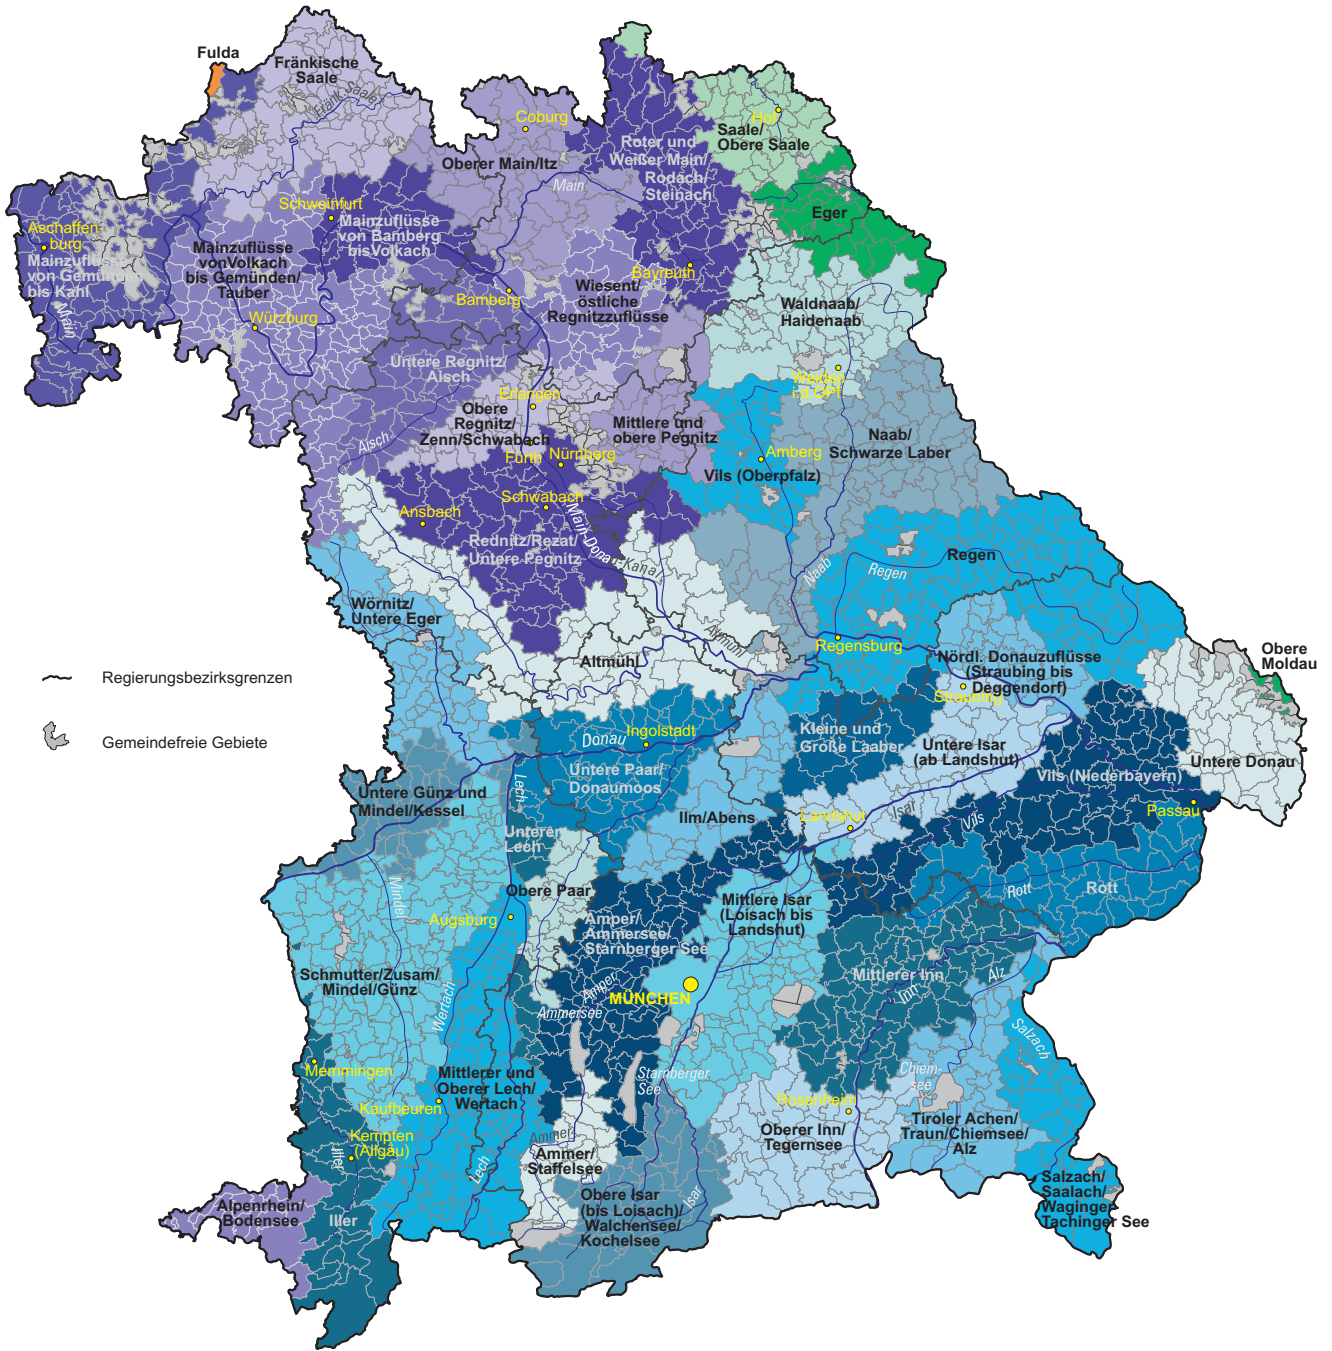 Fulda
Fränkische
Saale
Fränk.Saale
Coburg
Oberer Main/Itz
Main
Roter und
Weißer Main/
Rodach/
Steinach
Hof
Saale/
Obere Saale
Eger
Aschaffen-
burg
Mainzuflüsse
von Gemünden
bis Kahl
Main
Schweinfurt
Mainzuflüsse
von Bamberg
bisVolkach
Mainzuflüsse
vonVolkach
bis Gemünden/
Tauber
Würzburg
Bamberg
Bayreuth
Wiesent/
östliche
Regnitzzuflüsse
Waldnaab/
Haidenaab
Weiden
i.d.OPf.
Untere Regnitz/
Aisch
Aisch
Erlangen
Obere
Regnitz/
Zenn/Schwabach
Fürth
Nürnberg
Mittlere und
obere Pegnitz
Naab/
Schwarze Laber
Amberg
Vils (Oberpfalz)
Schwabach
Ansbach
Rednitz/Rezat/
Untere Pegnitz
Main-Donau-Kanal
Naab
Regen
Regen
Wörnitz/
Untere Eger
Altmühl
Altmühl
Regensburg
Nördl. Donauzuflüsse
(Straubing bis
Deggendorf)
Straubing
Obere
Moldau
Regierungsbezirksgrenzen
Gemeindefreie Gebiete
Donau
Ingolstadt
Untere Paar/
Donaumoos
Kleine und
Große Laaber
Untere Isar
(ab Landshut)
Vils (Niederbayern)
Untere Donau
Passau
Untere Günz und
Mindel/Kessel
Lech
Unterer
Lech
Ilm/Abens
Landshut
Isar
Vils
Rott
Rott
Mindel
Obere Paar
Augsburg
Amper/
Ammersee/
Starnberger See
Mittlere Isar
(Loisach bis
Landshut)
Schmutter/Zusam/
Mindel/Günz
Wertach
Amper
Ammersee
MÜNCHEN
Mittlerer Inn
Inn
Alz
Salzach
Memmingen
Mittlerer und
Oberer Lech/
Wertach
Kaufbeuren
Starnberger
See
Chiem-
see
Rosenheim
Oberer Inn/
Tegernsee
Tiroler Achen/
Traun/Chiemsee/
Alz
Kempten
(Allgäu)
Iller
Lech
Ammer
Ammer/
Staffelsee
Isar
Obere Isar
(bis Loisach)/
Walchensee/
Kochelsee
Salzach/
Saalach/
Waginger-
Tachinger See
Alpenrhein/
Bodensee
Iller